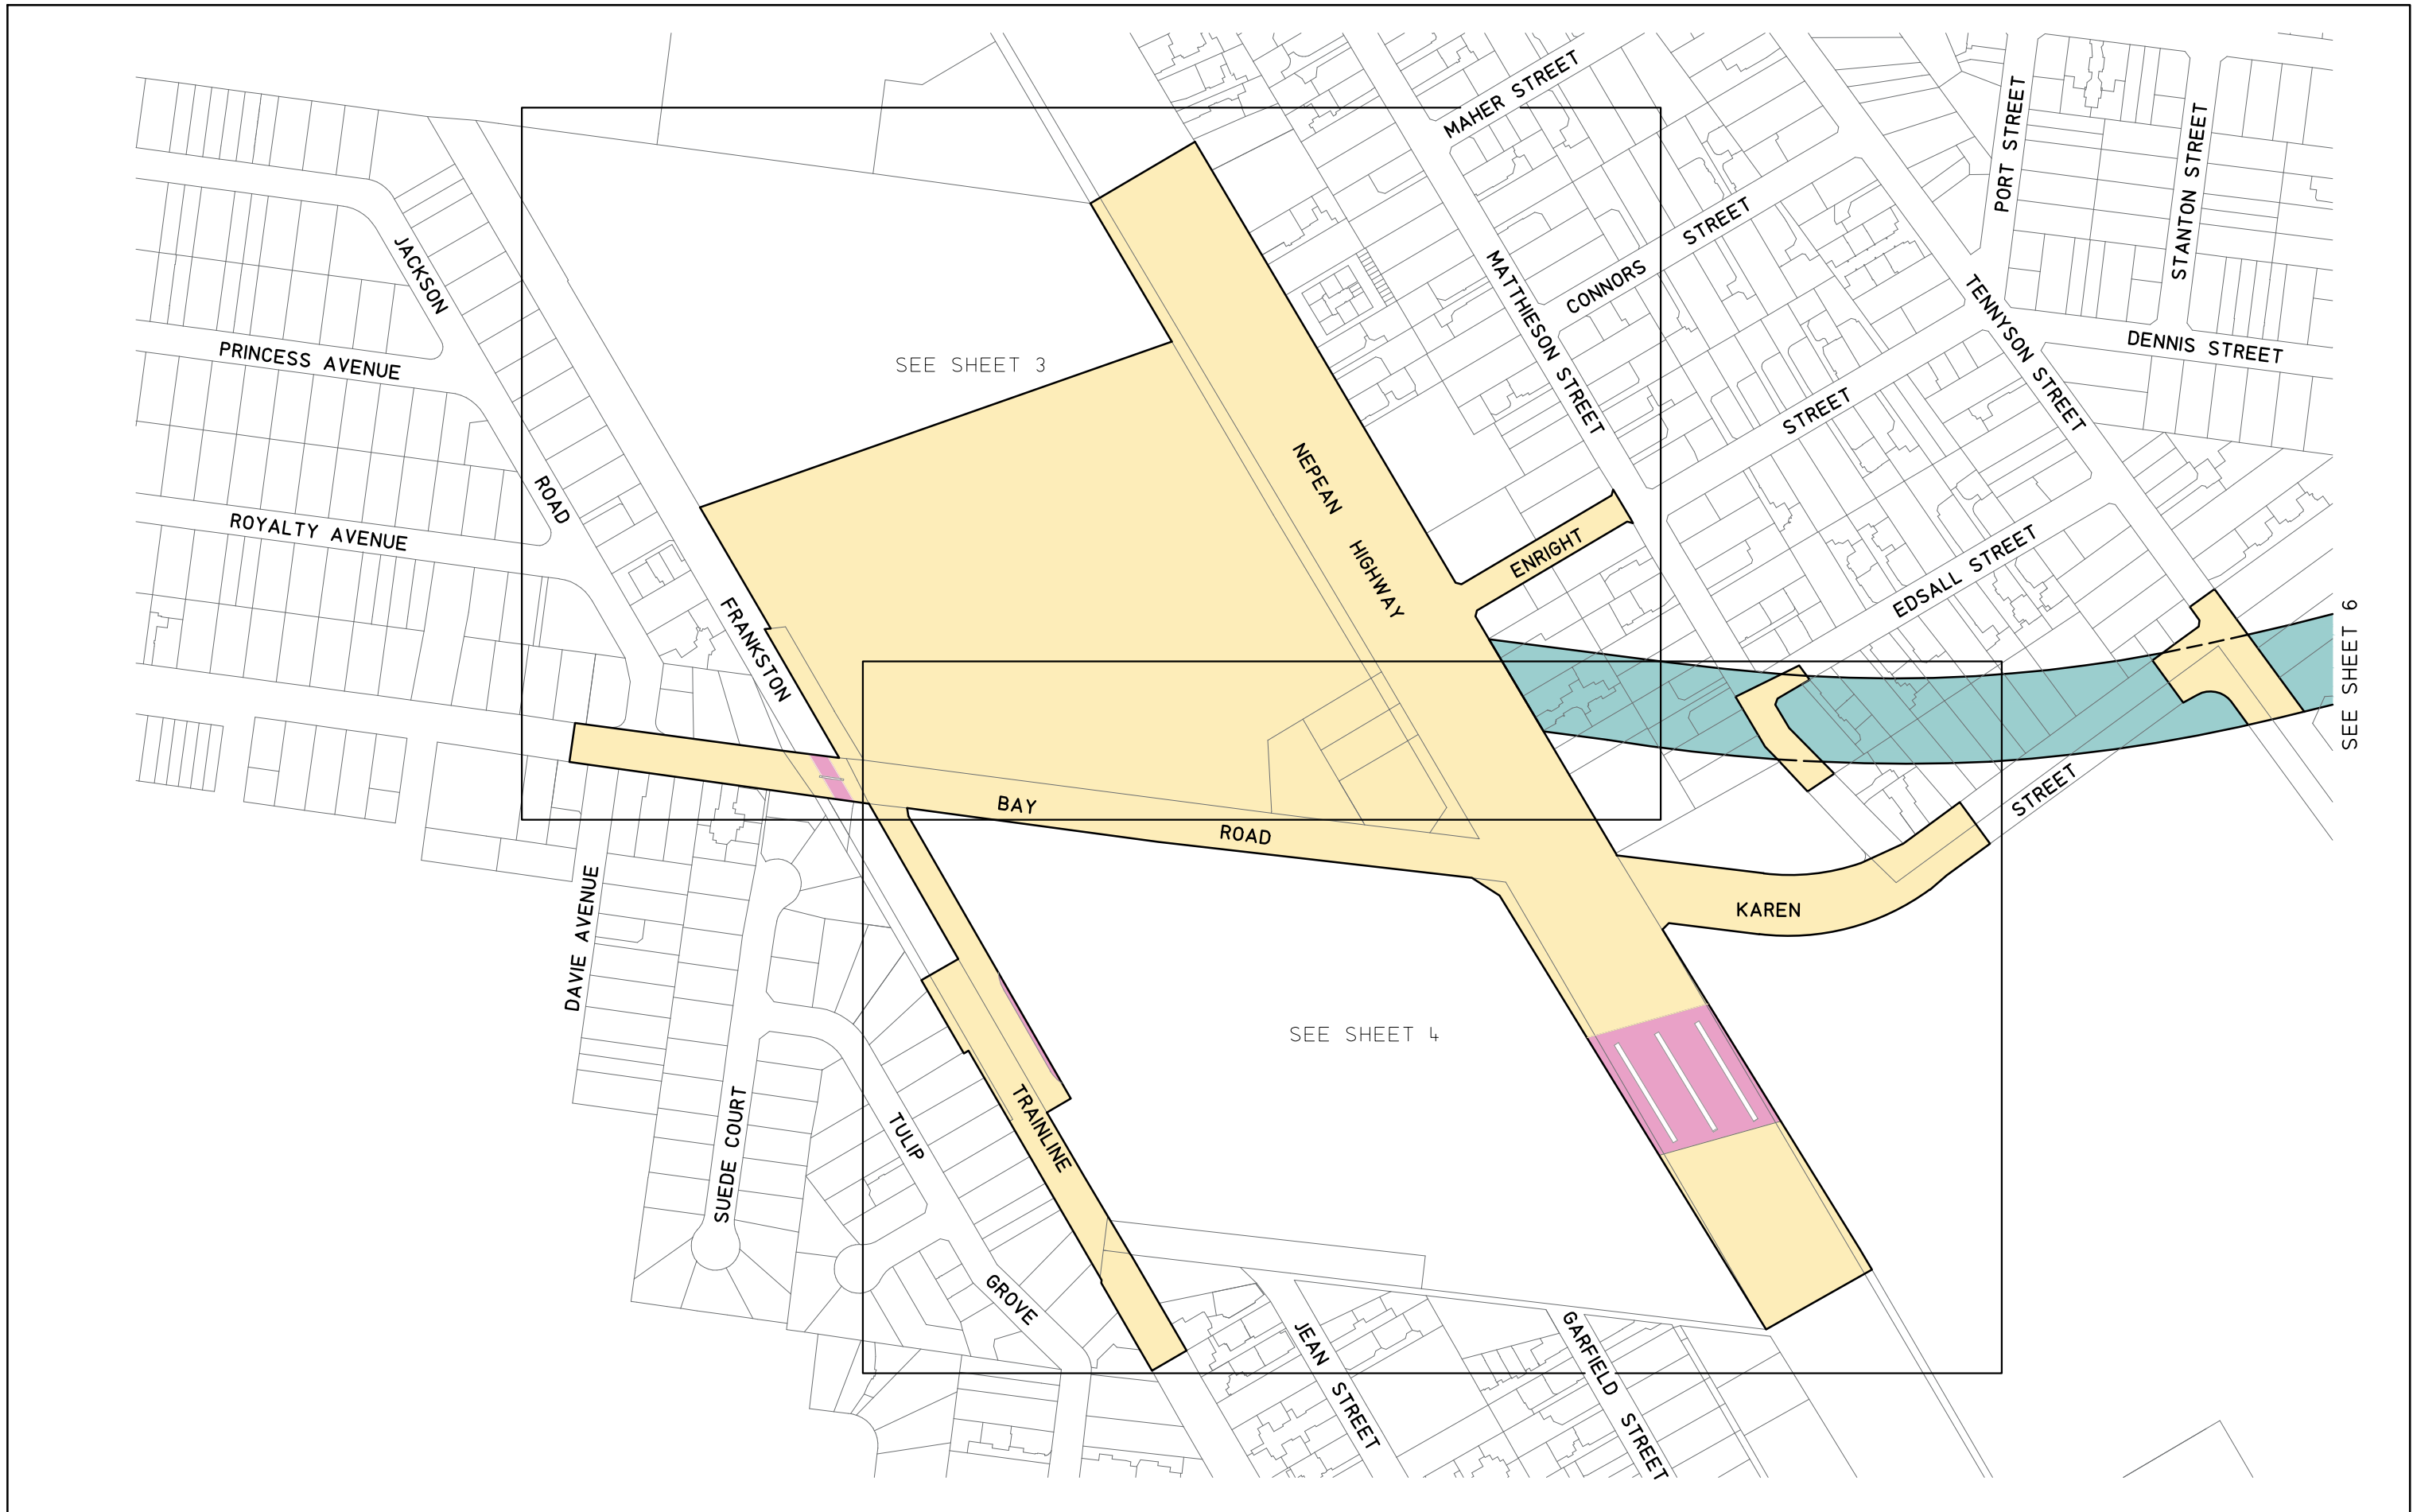 MAHER STREET
PORT STREET
STANTON STREET
CONNORS STREET
JACKSON ROAD
MATTHIESON STREET
TENNYSON STREET
DENNIS STREET
PRINCESS AVENUE
SEE SHEET 3
STREET
NEPEAN HIGHWAY
ROYALTY AVENUE
ENRIGHT
EDSALL STREET
FRANKSTON
SEE SHEET 6
BAY ROAD
STREET
KAREN
DAVIE AVENUE
SEE SHEET 4
SUEDE COURT
TULIP GROVE
TRAINLINE
JEAN STREET
GARFIELD STREET